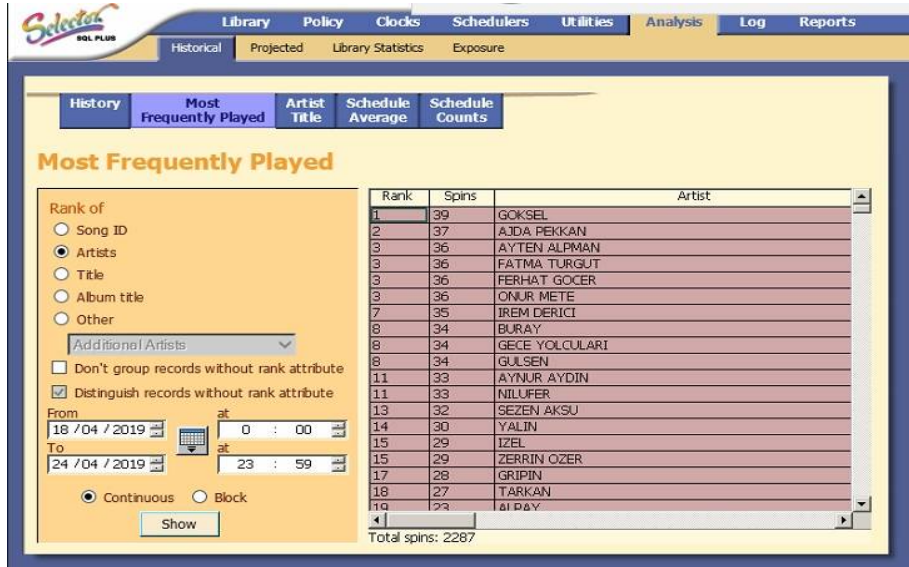 Selector
SQL PLUS
Library Policy Clocks Schedulers Utilities Analysis Log Reports
Historical Projected Library Statistics Exposure
History Most Frequently Played Artist Title Schedule Average Schedule Counts
Most Frequently Played
Rank of
Song ID
Artists
Title
Album title
Other
Additional Artists
Don't group records without rank attribute
Distinguish records without rank attribute
From at
18 /04 / 2019 0 : 00
To at
24 /04 / 2019 23 : 59
Continuous Block
Show
Rank Spins Artist
1 39 GOKSEL
2 37 AJDA PEKKAN
3 36 AYTEN ALPMAN
3 36 FATMA TURGUT
3 36 FERHAT GOCER
3 36 ONUR METE
7 35 IREM DERICI
8 34 BURAY
8 34 GECE YOLCULARI
8 34 GULSEN
11 33 AYNUR AYDIN
11 33 NILUFER
13 32 SEZEN AKSU
14 30 YALIN
15 29 IZEL
15 29 ZERRIN OZER
17 28 GRIPIN
18 27 TARKAN
19 23 ALPAY
Total spins: 2287